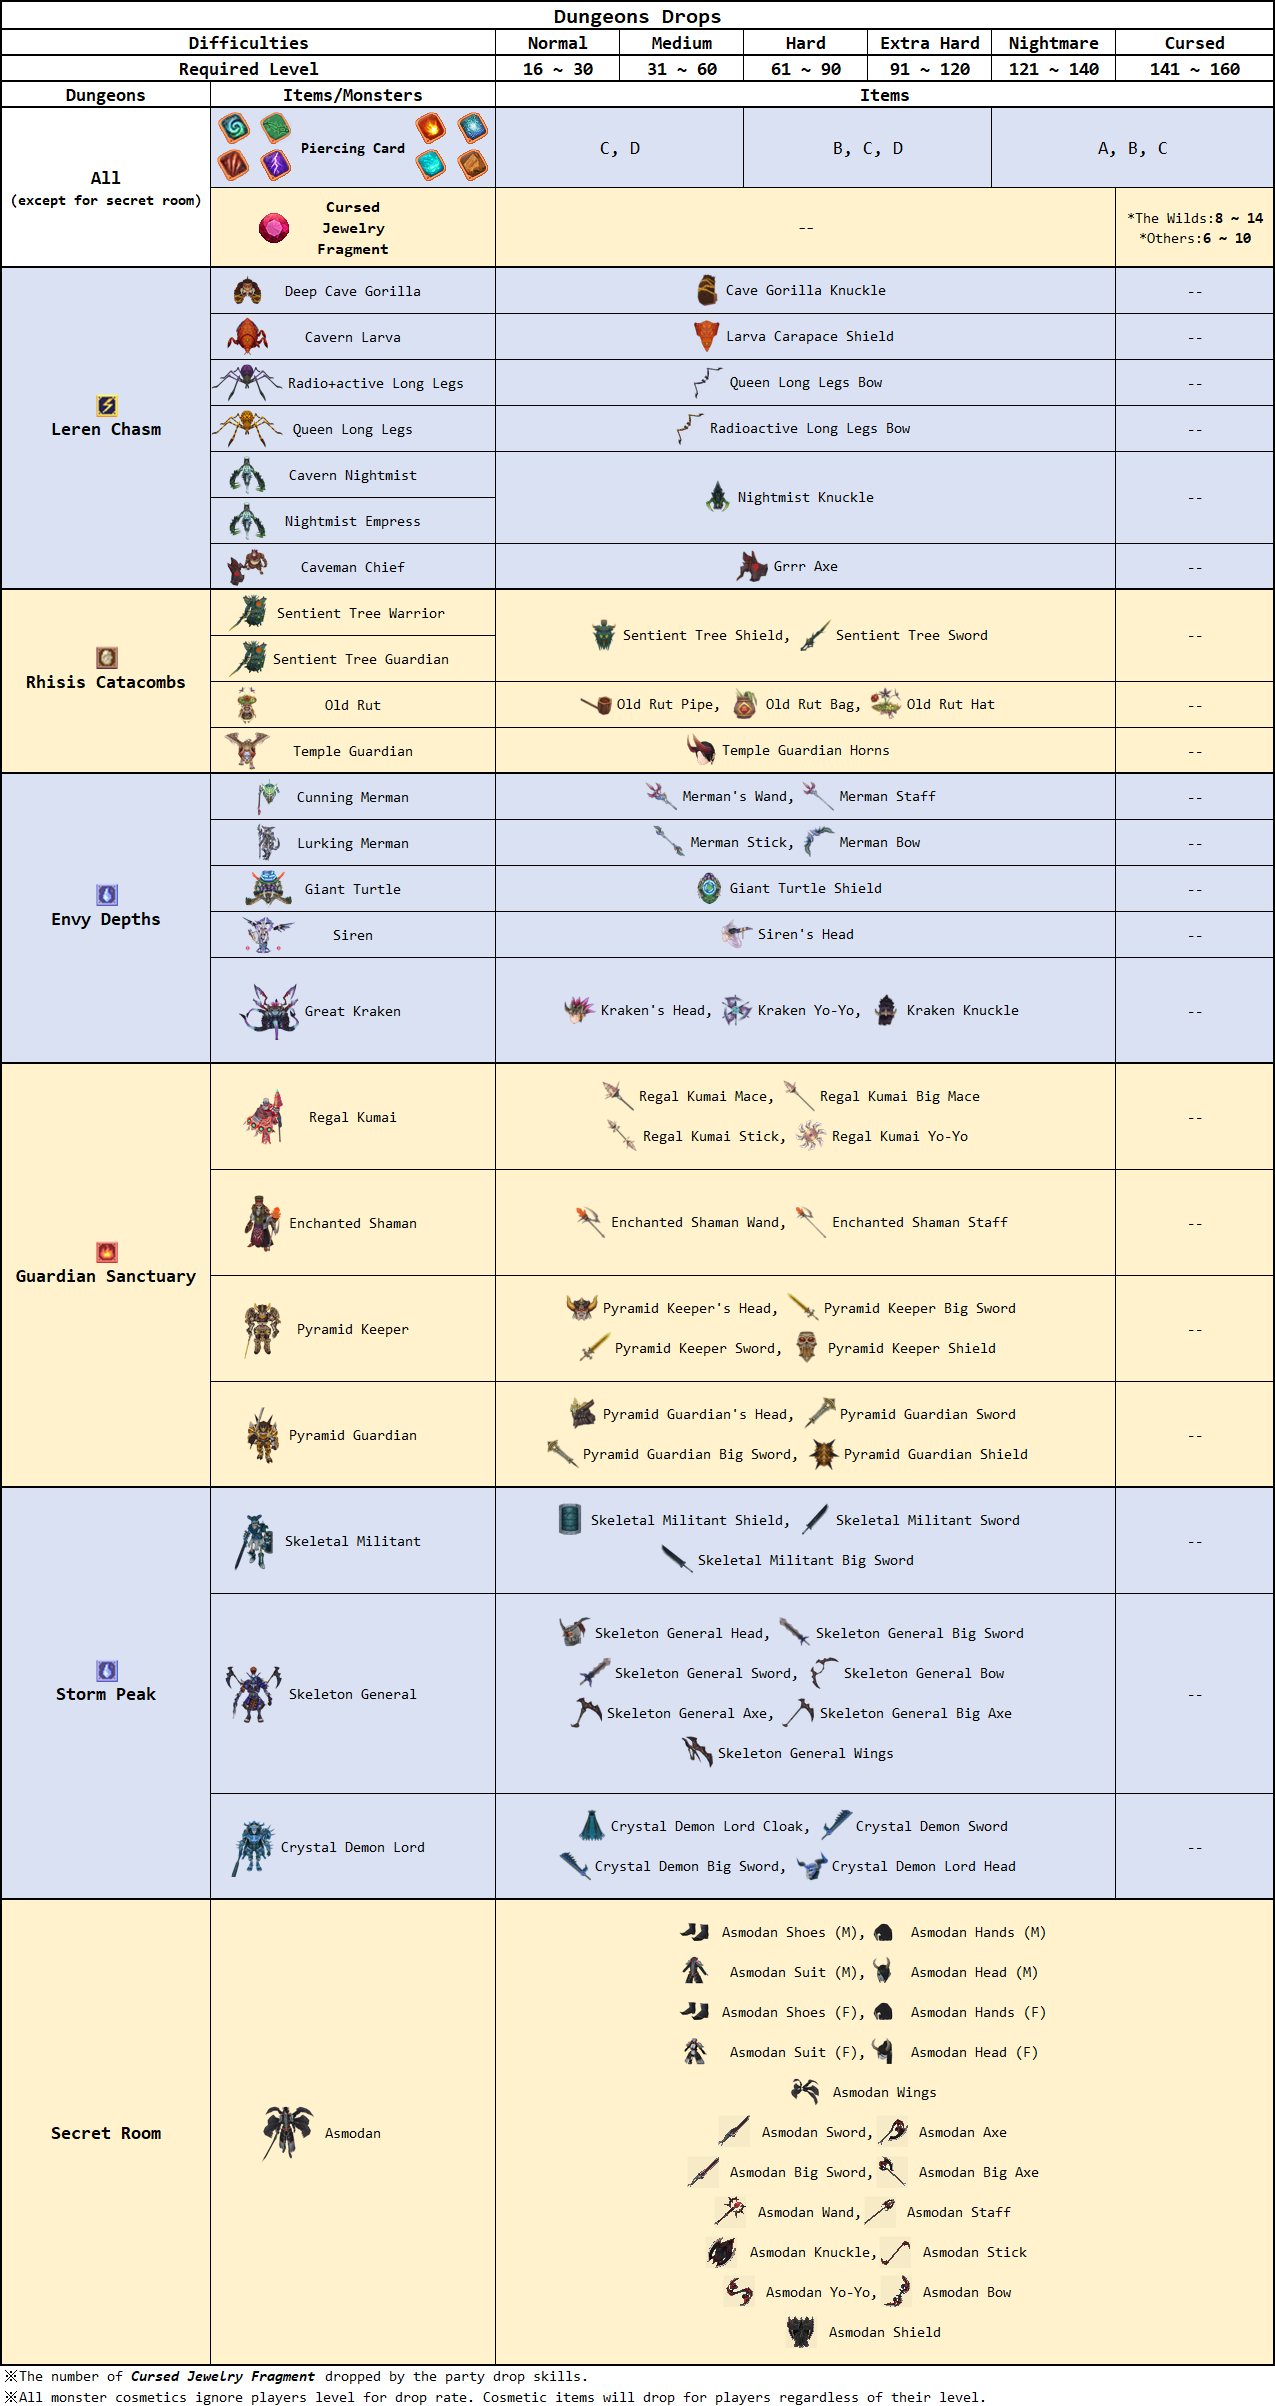 Dungeons Drops
Difficulties Normal Medium Hard Extra Hard Nightmare Cursed
Required Level 16 ~ 30 31 ~ 60 61 ~ 90 91 ~ 120 121 ~ 140 141 ~ 160
Dungeons Items/Monsters Items
All
(except for secret room)
Piercing Card C, D B, C, D A, B, C
Cursed
Jewelry
Fragment
--
*The Wilds:8 ~ 14
*Others:6 ~ 10
Leren Chasm
Deep Cave Gorilla Cave Gorilla Knuckle --
Cavern Larva Larva Carapace Shield --
Radio+active Long Legs Queen Long Legs Bow --
Queen Long Legs Radioactive Long Legs Bow --
Cavern Nightmist
Nightmist Knuckle --
Nightmist Empress
Caveman Chief Grrr Axe --
Rhisis Catacombs
Sentient Tree Warrior
Sentient Tree Shield, Sentient Tree Sword --
Sentient Tree Guardian
Old Rut Old Rut Pipe, Old Rut Bag, Old Rut Hat --
Temple Guardian Temple Guardian Horns --
Envy Depths
Cunning Merman Merman's Wand, Merman Staff --
Lurking Merman Merman Stick, Merman Bow --
Giant Turtle Giant Turtle Shield --
Siren Siren's Head --
Great Kraken Kraken's Head, Kraken Yo-Yo, Kraken Knuckle --
Guardian Sanctuary
Regal Kumai
Regal Kumai Mace, Regal Kumai Big Mace
Regal Kumai Stick, Regal Kumai Yo-Yo
--
Enchanted Shaman Enchanted Shaman Wand, Enchanted Shaman Staff --
Pyramid Keeper
Pyramid Keeper's Head, Pyramid Keeper Big Sword
Pyramid Keeper Sword, Pyramid Keeper Shield
--
Pyramid Guardian
Pyramid Guardian's Head, Pyramid Guardian Sword
Pyramid Guardian Big Sword, Pyramid Guardian Shield
--
Storm Peak
Skeletal Militant
Skeletal Militant Shield, Skeletal Militant Sword
Skeletal Militant Big Sword
--
Skeleton General
Skeleton General Head, Skeleton General Big Sword
Skeleton General Sword, Skeleton General Bow
Skeleton General Axe, Skeleton General Big Axe
Skeleton General Wings
--
Crystal Demon Lord
Crystal Demon Lord Cloak, Crystal Demon Sword
Crystal Demon Big Sword, Crystal Demon Lord Head
--
Secret Room
Asmodan
Asmodan Shoes (M), Asmodan Hands (M)
Asmodan Suit (M), Asmodan Head (M)
Asmodan Shoes (F), Asmodan Hands (F)
Asmodan Suit (F), Asmodan Head (F)
Asmodan Wings
Asmodan Sword, Asmodan Axe
Asmodan Big Sword, Asmodan Big Axe
Asmodan Wand, Asmodan Staff
Asmodan Knuckle, Asmodan Stick
Asmodan Yo-Yo, Asmodan Bow
Asmodan Shield
※The number of Cursed Jewelry Fragment dropped by the party drop skills.
※All monster cosmetics ignore players level for drop rate. Cosmetic items will drop for players regardless of their level.